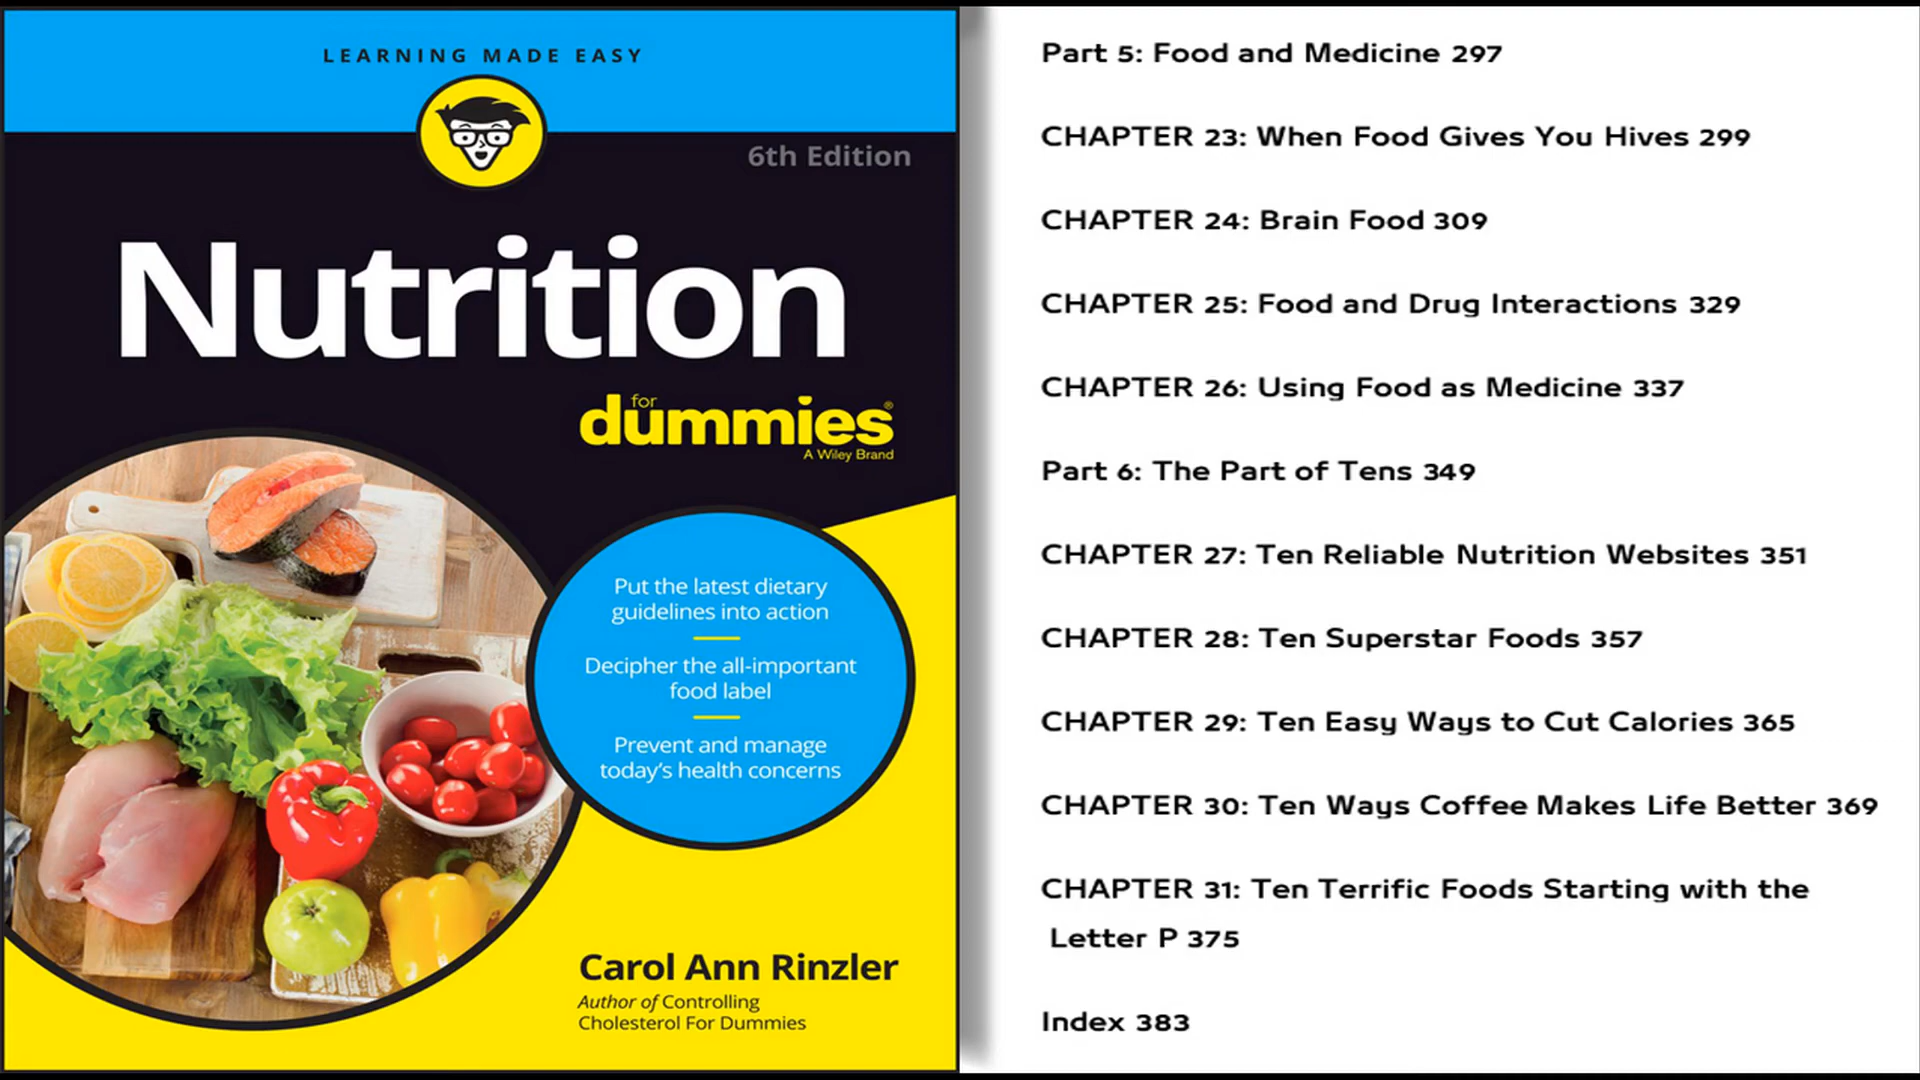 LEARNING MADE EASY
6th Edition
Nutrition
for
dummies®
A Wiley Brand
Put the latest dietary
guidelines into action
Decipher the all-important
food label
Prevent and manage
today's health concerns
Carol Ann Rinzler
Author of Controlling
Cholesterol For Dummies
Part 5: Food and Medicine 297
CHAPTER 23: When Food Gives You Hives 299
CHAPTER 24: Brain Food 309
CHAPTER 25: Food and Drug Interactions 329
CHAPTER 26: Using Food as Medicine 337
Part 6: The Part of Tens 349
CHAPTER 27: Ten Reliable Nutrition Websites 351
CHAPTER 28: Ten Superstar Foods 357
CHAPTER 29: Ten Easy Ways to Cut Calories 365
CHAPTER 30: Ten Ways Coffee Makes Life Better 369
CHAPTER 31: Ten Terrific Foods Starting with the
Letter P 375
Index 383